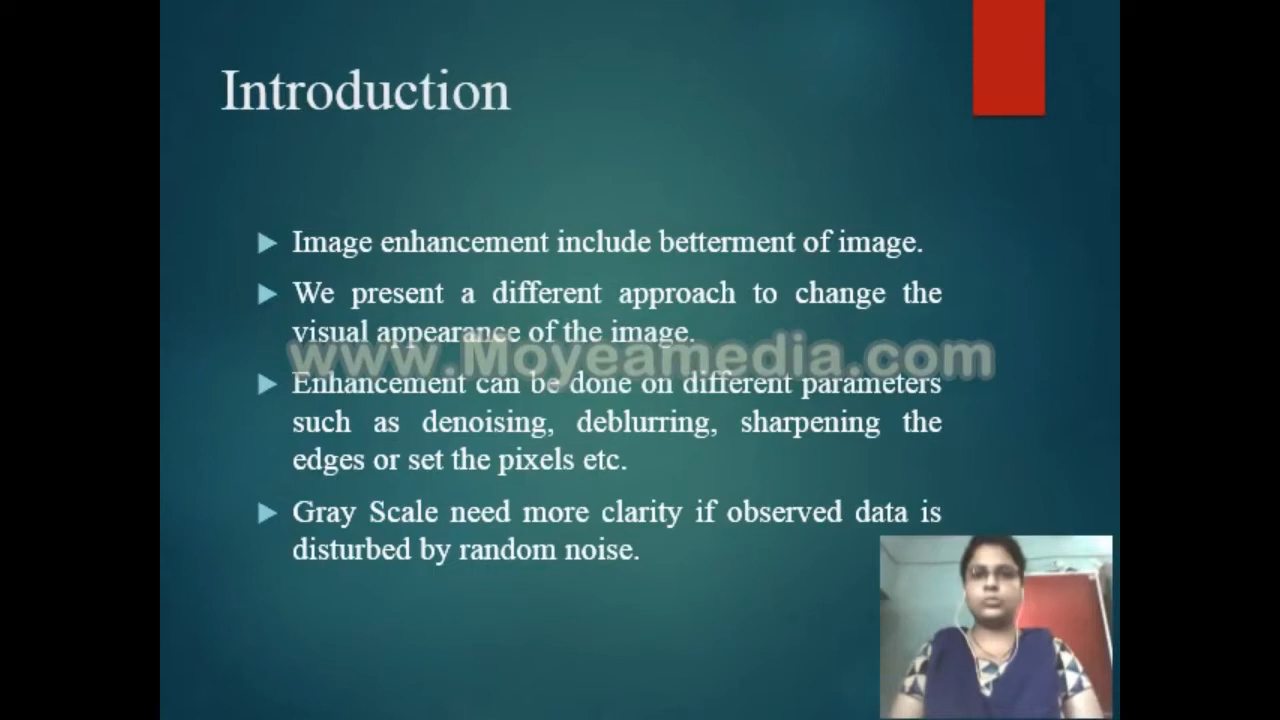 Introduction
Image enhancement include betterment of image.
We present a different approach to change the
visual appearance of the image.
www.Moyeamedia.com
Enhancement can be done on different parameters
such as denoising, deblurring, sharpening the
edges or set the pixels etc.
Gray Scale need more clarity if observed data is
disturbed by random noise.